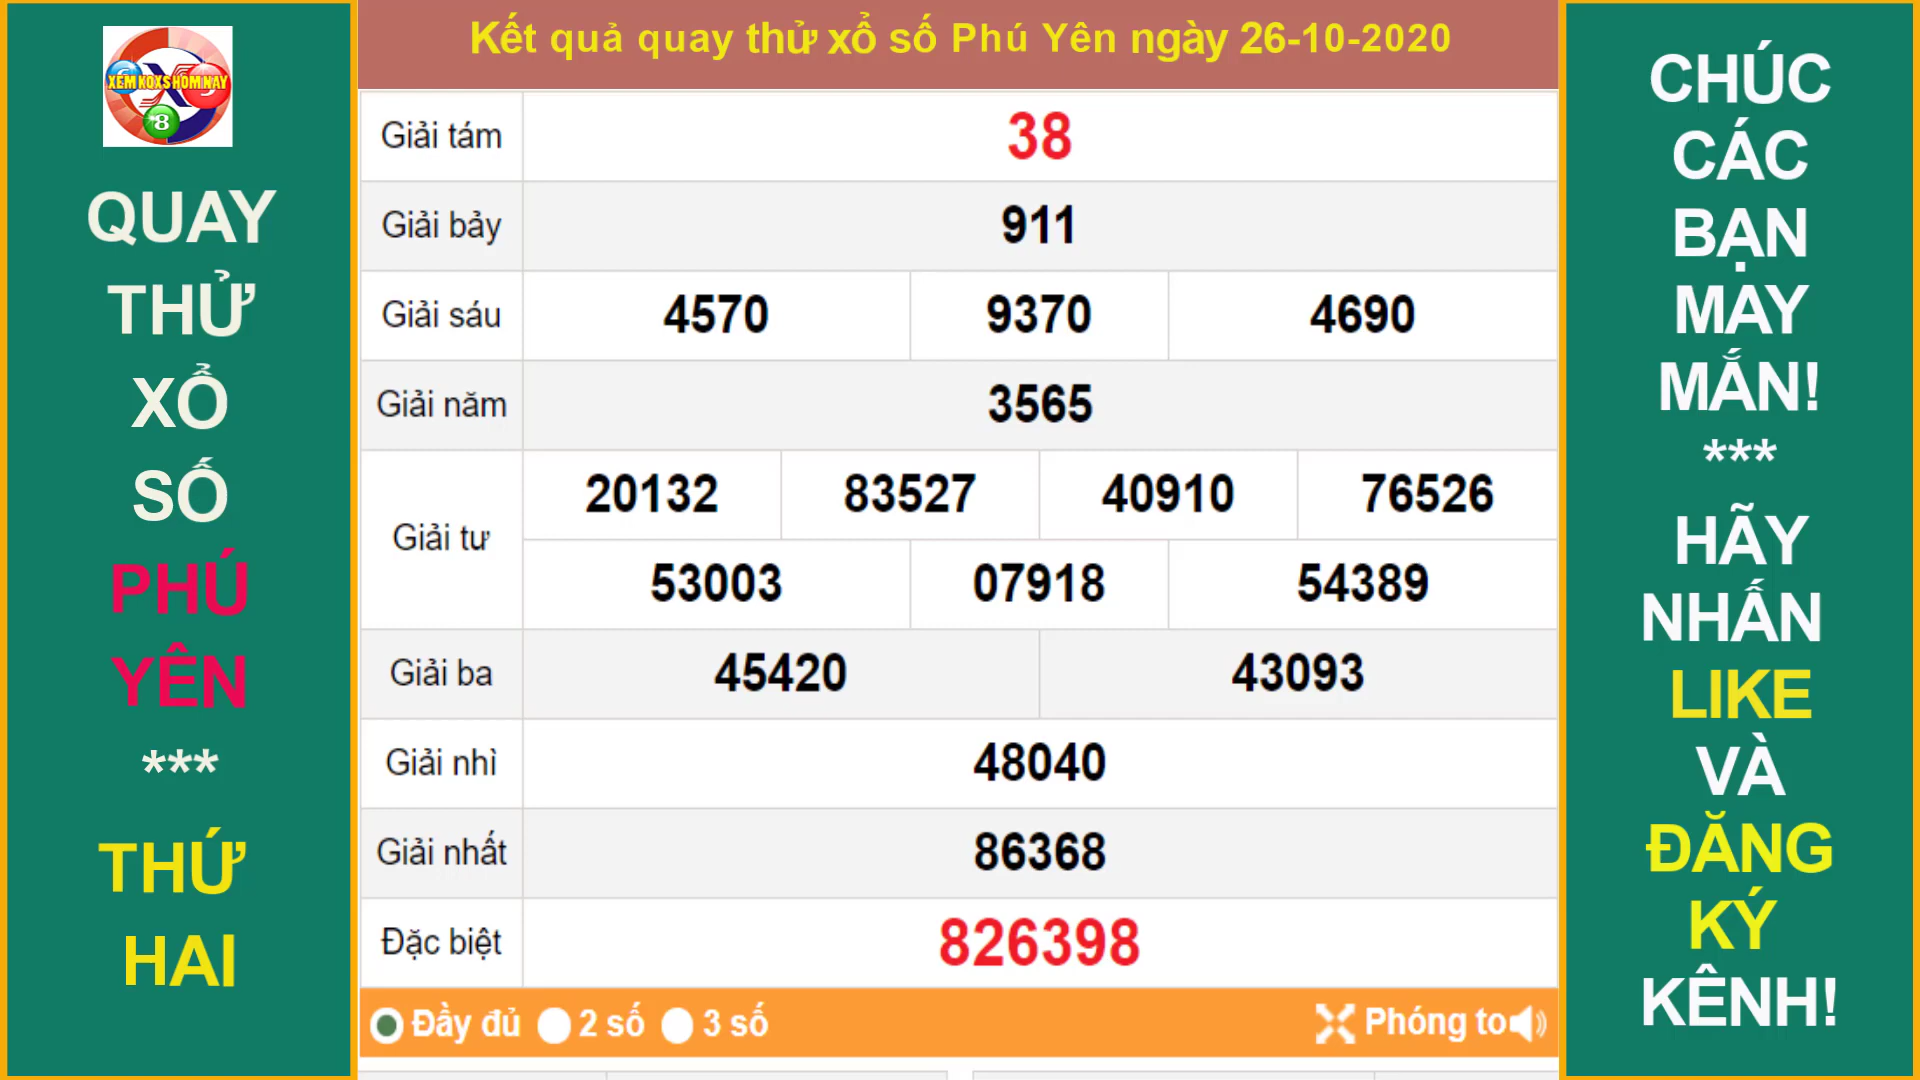 Kết quả quay thử xổ số Phú Yên ngày 26-10-2020
XEM KQXS HOM NAY
8
QUAY
THỬ
XỔ
SỐ
PHÚ
YÊN
***
THỨ
HAI
Giải tám 38
Giải bảy 911
Giải sáu 4570 9370 4690
Giải năm 3565
Giải tư 20132 83527 40910 76526
53003 07918 54389
Giải ba 45420 43093
Giải nhì 48040
Giải nhất 86368
Đặc biệt 826398
Đầy đủ 2 số 3 số Phóng to
CHÚC
CÁC
BẠN
MAY
MẮN!
***
HÃY
NHẤN
LIKE
VÀ
ĐĂNG
KÝ
KÊNH!